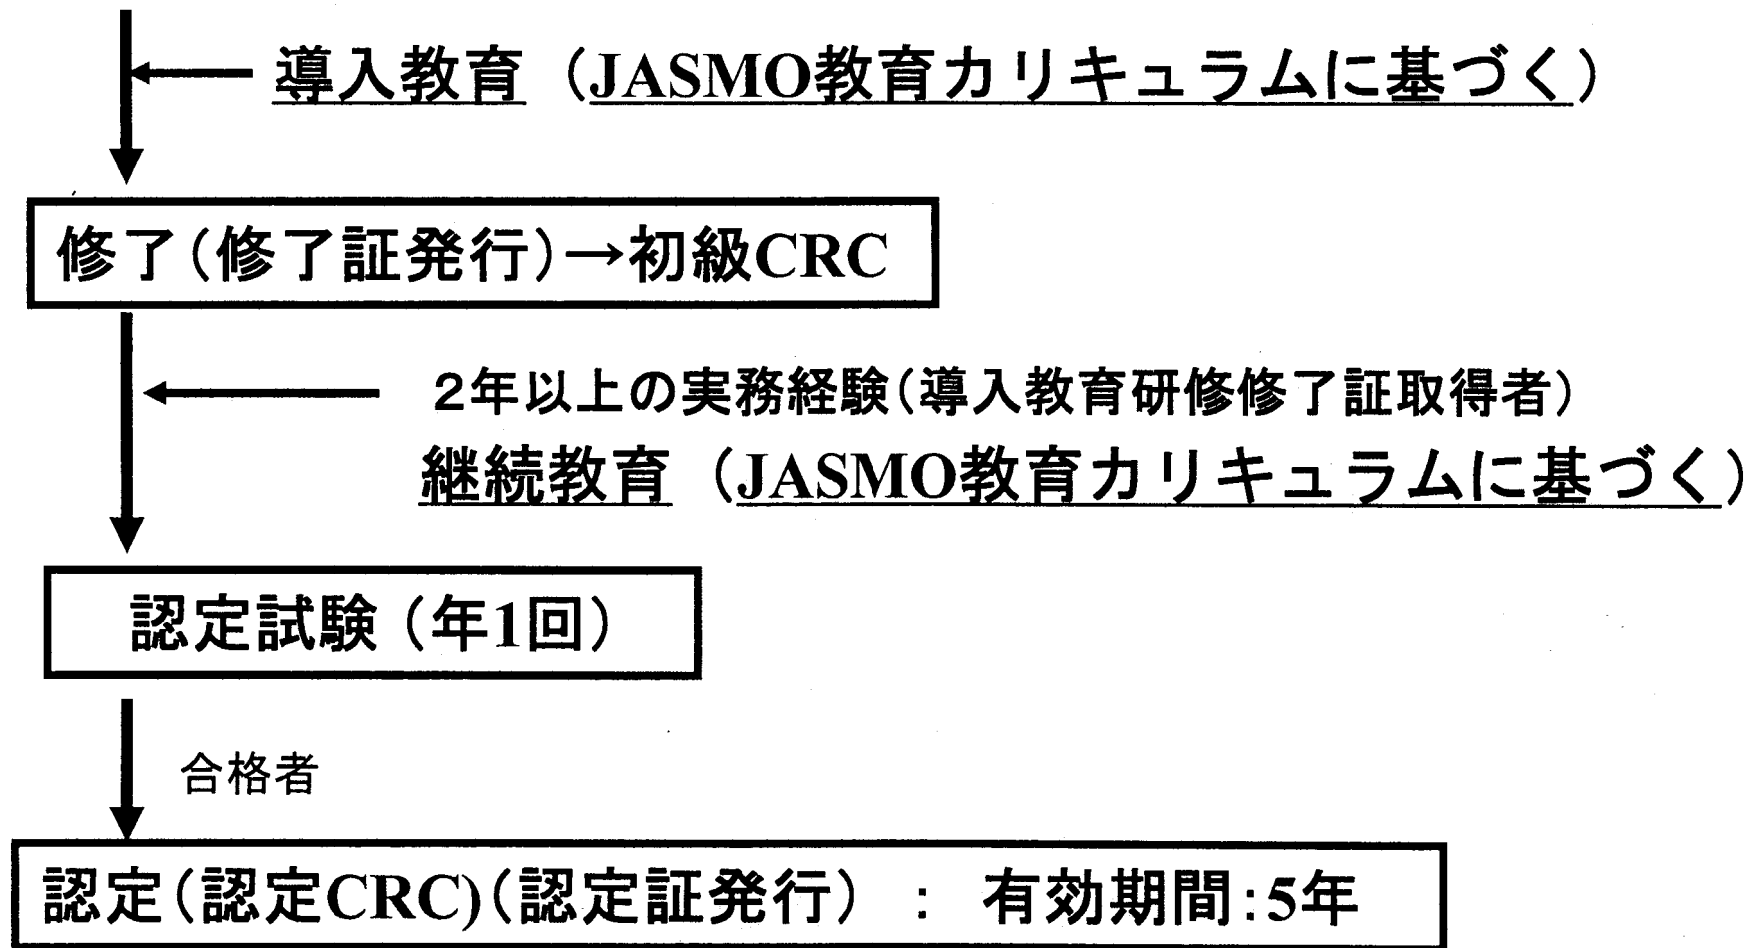 導入教育（JASMO教育カリキュラムに基づく）
修了(修了証発行)→初級CRC
２年以上の実務経験(導入教育研修修了証取得者)
継続教育（JASMO教育カリキュラムに基づく）
認定試験（年1回）
合格者
認定(認定CRC)(認定証発行）：有効期間:5年